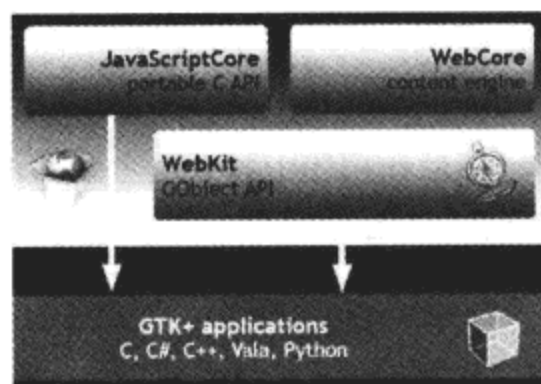 JavaScriptCore
portable C API
WebCore
content engine
WebKit
GObject API
GTK+ applications
C, C#, C++, Vala, Python